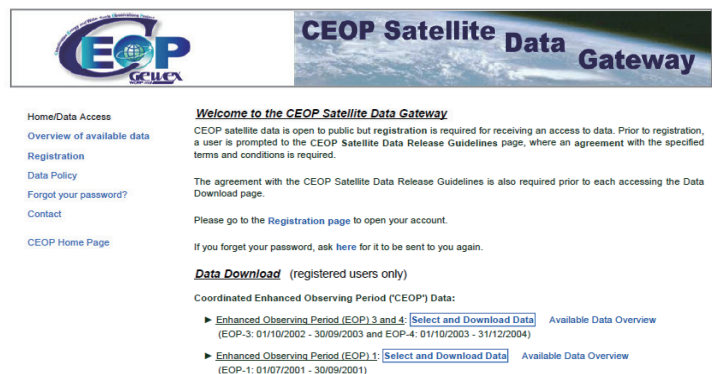 CEOP
GEWEX
CEOP Satellite Data Gateway
Home/Data Access
Overview of available data
Registration
Data Policy
Forgot your password?
Contact
CEOP Home Page
Welcome to the CEOP Satellite Data Gateway
CEOP satellite data is open to public but registration is required for receiving an access to data. Prior to registration,
a user is prompted to the CEOP Satellite Data Release Guidelines page, where an agreement with the specified
terms and conditions is required.
The agreement with the CEOP Satellite Data Release Guidelines is also required prior to each accessing the Data
Download page.
Please go to the Registration page to open your account.
If you forget your password, ask here for it to be sent to you again.
Data Download (registered users only)
Coordinated Enhanced Observing Period ('CEOP') Data:
► Enhanced Observing Period (EOP) 3 and 4: Select and Download Data Available Data Overview
(EOP-3: 01/10/2002 - 30/09/2003 and EOP-4: 01/10/2003 - 31/12/2004)
► Enhanced Observing Period (EOP) 1: Select and Download Data Available Data Overview
(EOP-1: 01/07/2001 - 30/09/2001)